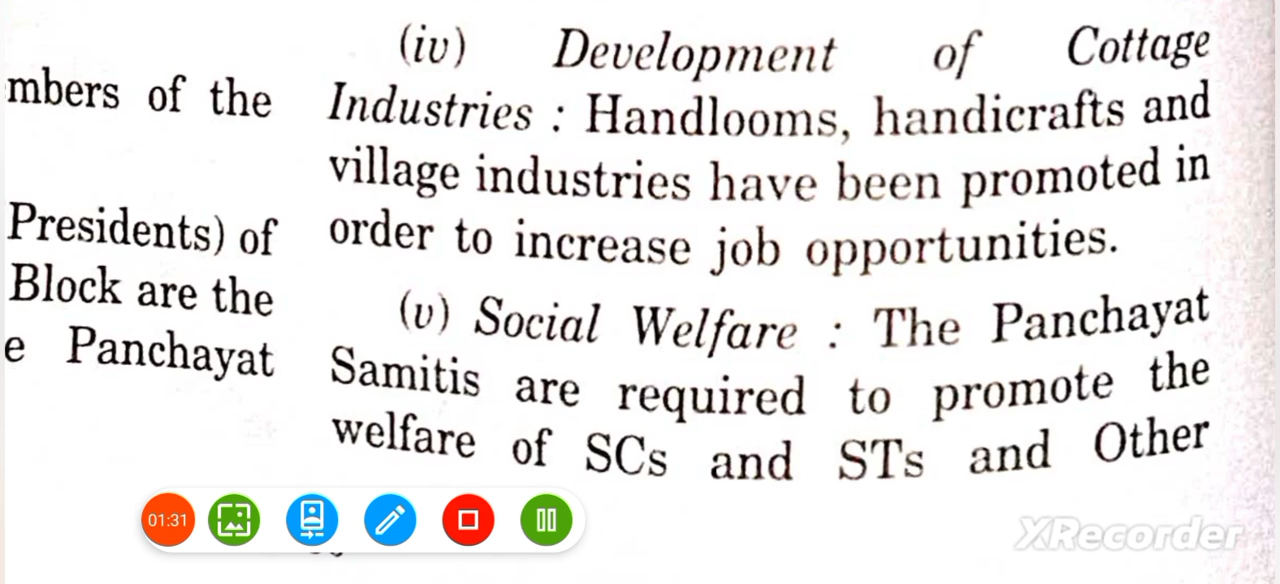 mbers of the
Presidents) of
Block are the
e Panchayat
(iv) Development of Cottage
Industries : Handlooms, handicrafts and
village industries have been promoted in
order to increase job opportunities.
(v) Social Welfare : The Panchayat
Samitis are required to promote the
welfare of SCs and STs and Other
01:31
XRecorder